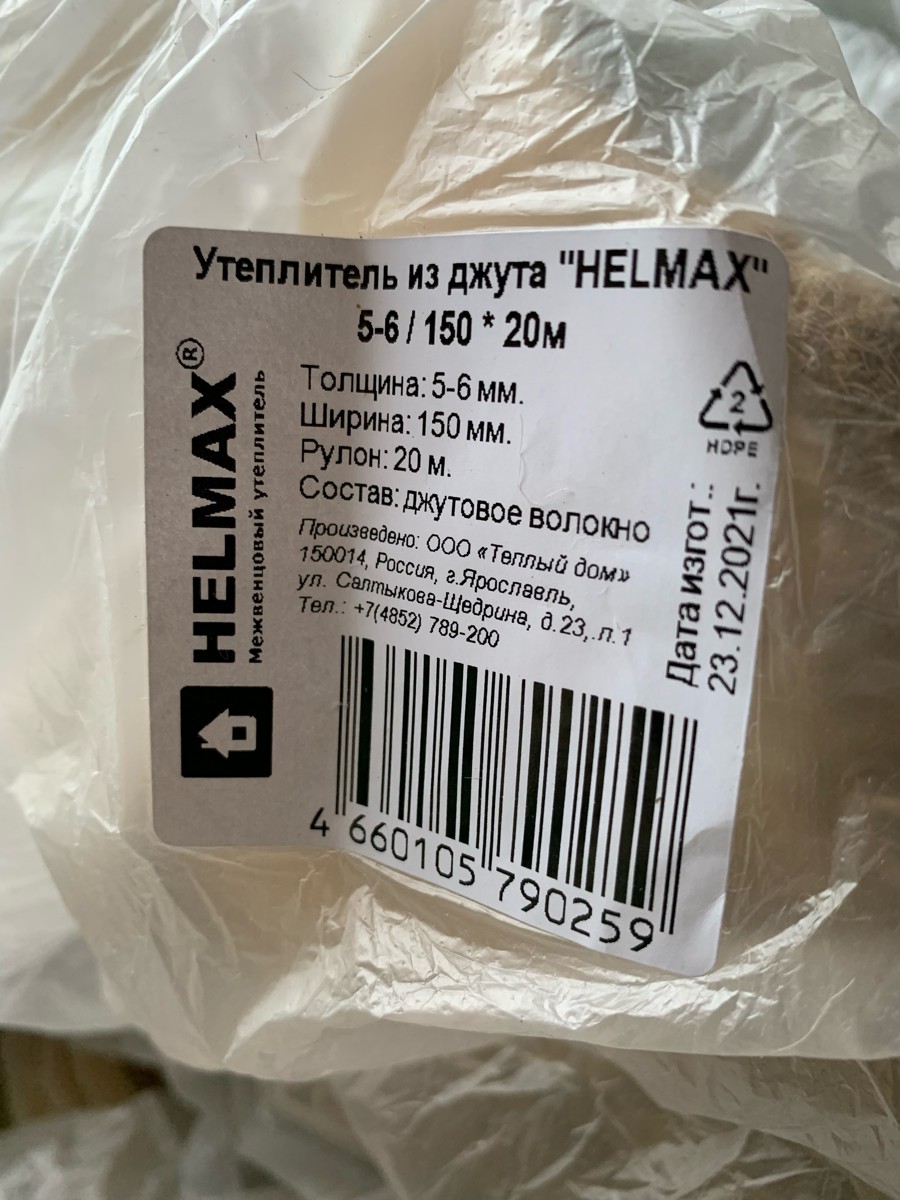 Утеплитель из джута "HELMAX"
5-6 / 150 * 20м
Толщина: 5-6 мм.
Ширина: 150 мм.
Рулон: 20 м.
Состав: джутовое волокно
Произведено: ООО «Теплый дом»
150014, Россия, г.Ярославль,
ул. Салтыкова-Щедрина, д.23,.п.1
Тел.: +7(4852) 789-200
HELMAX®
Межвенцовый утеплитель
2
HDPE
Дата изгот.:
23.12.2021г.
4 660105 790259